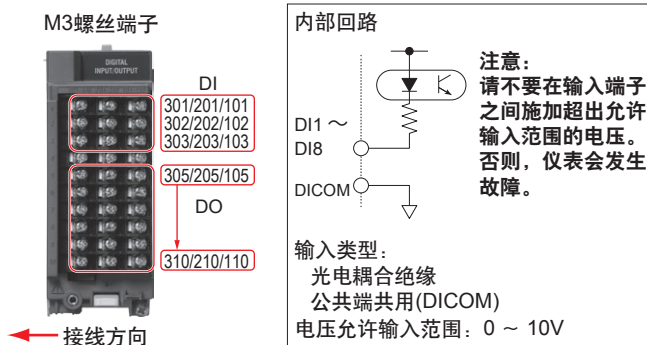 M3螺丝端子
DIGITAL
INPUT/OUTPUT
DI
301/201/101
302/202/102
303/203/103
305/205/105
DO
310/210/110
接线方向
内部回路
DI1 ～
DI8
DICOM
注意：
请不要在输入端子
之间施加超出允许
输入范围的电压。
否则，仪表会发生
故障。
输入类型：
光电耦合绝缘
公共端共用(DICOM)
电压允许输入范围：0 ～ 10V